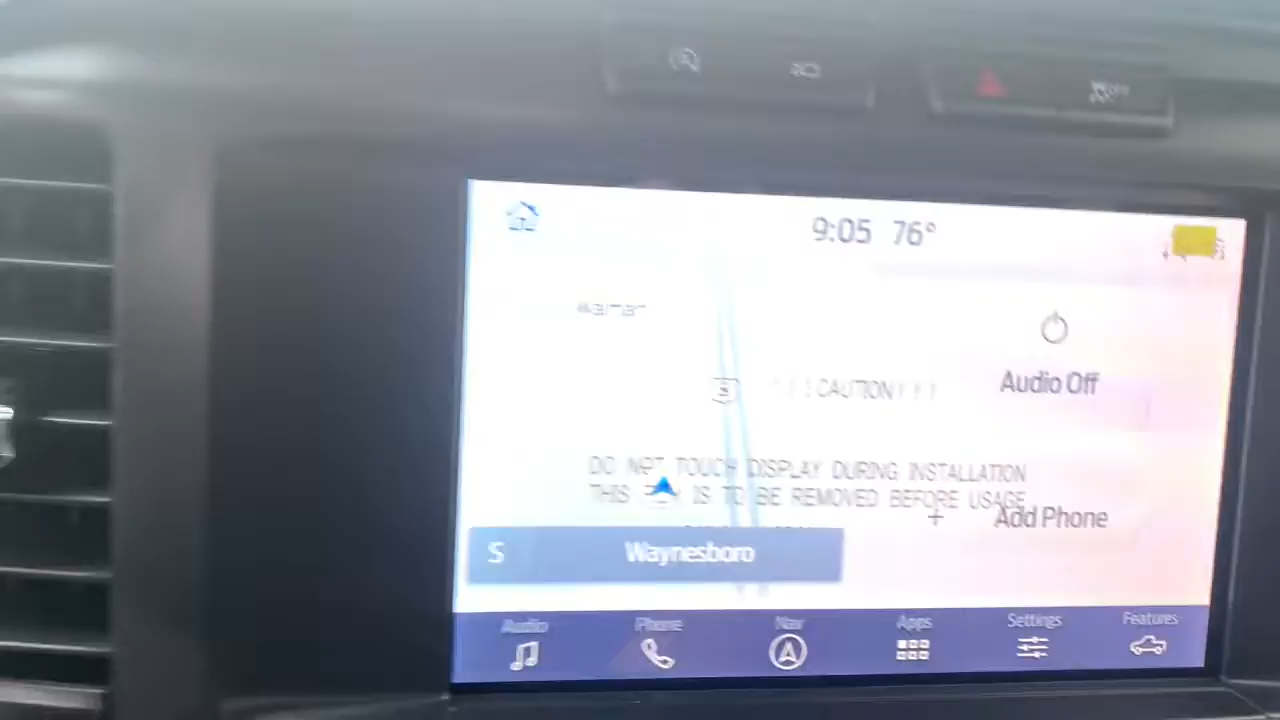 9:05 76°
! ! ! CAUTION ! ! !
Audio Off
DO NOT TOUCH DISPLAY DURING INSTALLATION
THIS IS TO BE REMOVED BEFORE USAGE
+ Add Phone
S Waynesboro
Audio Phone Nav Apps Settings Features